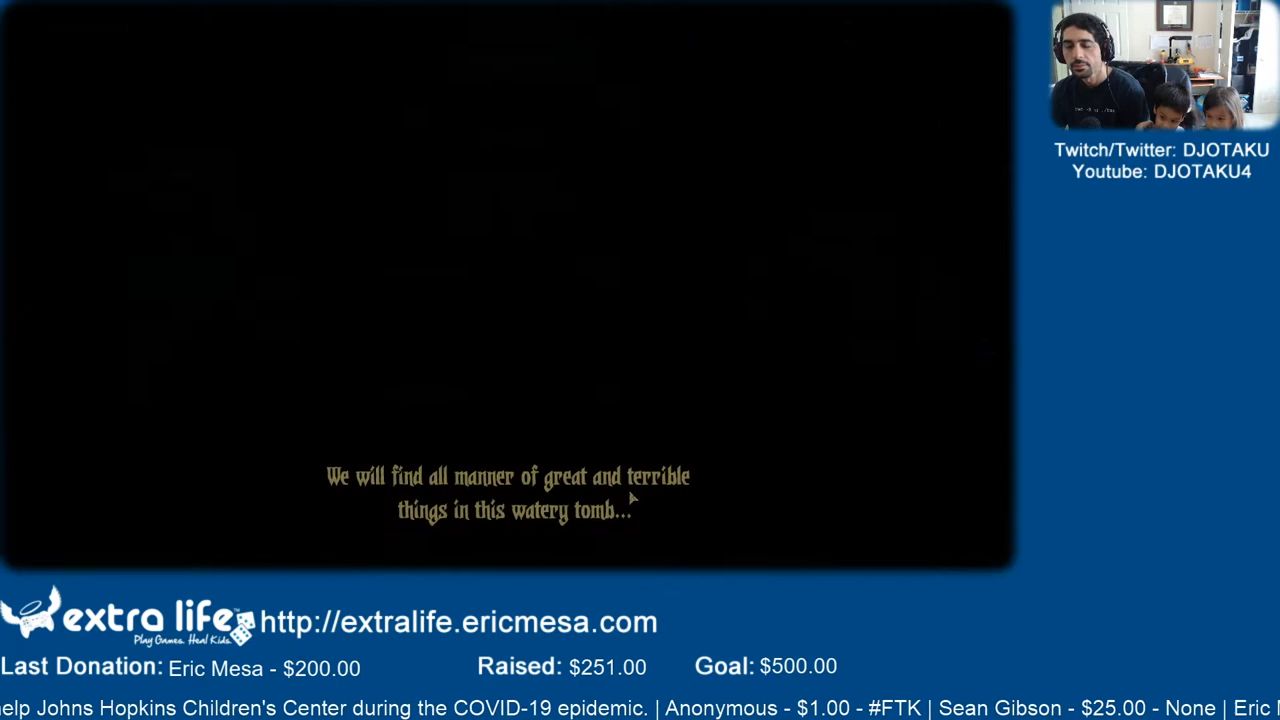 Twitch/Twitter: DJOTAKU
Youtube: DJOTAKU4
We will find all manner of great and terrible
things in this watery tomb...
extra life
Play Games. Heal Kids.
http://extralife.ericmesa.com
Last Donation: Eric Mesa - $200.00
Raised: $251.00
Goal: $500.00
elp Johns Hopkins Children's Center during the COVID-19 epidemic. | Anonymous - $1.00 - #FTK | Sean Gibson - $25.00 - None | Eric